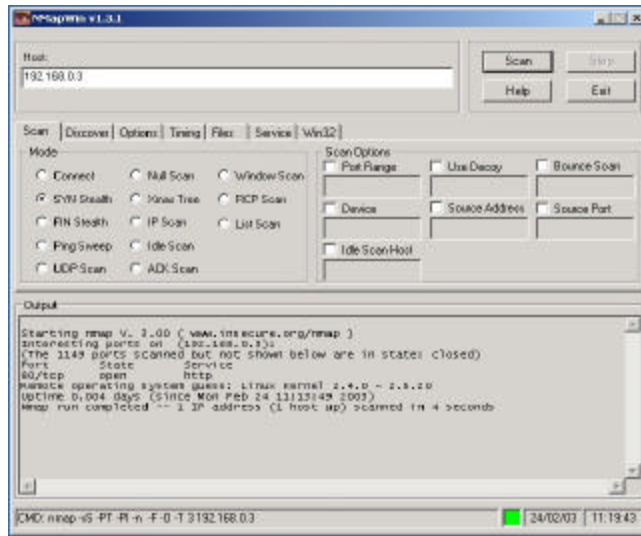 NMapWin v1.3.1
Host:
192.168.0.3
Scan
Stop
Help
Exit
Scan Discover Options Timing Files Service Win32
Mode
Connect Null Scan Window Scan
SYN Stealth Xmas Tree RCP Scan
FIN Stealth IP Scan List Scan
Ping Sweep Idle Scan
UDP Scan ACK Scan
Scan Options
Port Range Use Decoy Bounce Scan
Device Source Address Source Port
Idle Scan Host
Output
Starting nmap V. 3.00 ( www.insecure.org/nmap )
Interesting ports on (192.168.0.3):
(The 1149 ports scanned but not shown below are in state: closed)
Port State Service
80/tcp open http
Remote operating system guess: Linux Kernel 2.4.0 - 2.5.20
Uptime 0.004 days (since Mon Feb 24 11:13:49 2003)
Nmap run completed -- 1 IP address (1 host up) scanned in 4 seconds
CMD: nmap -sS -PT -PI -n -F -O -T 3 192.168.0.3
24/02/03 11:19:43